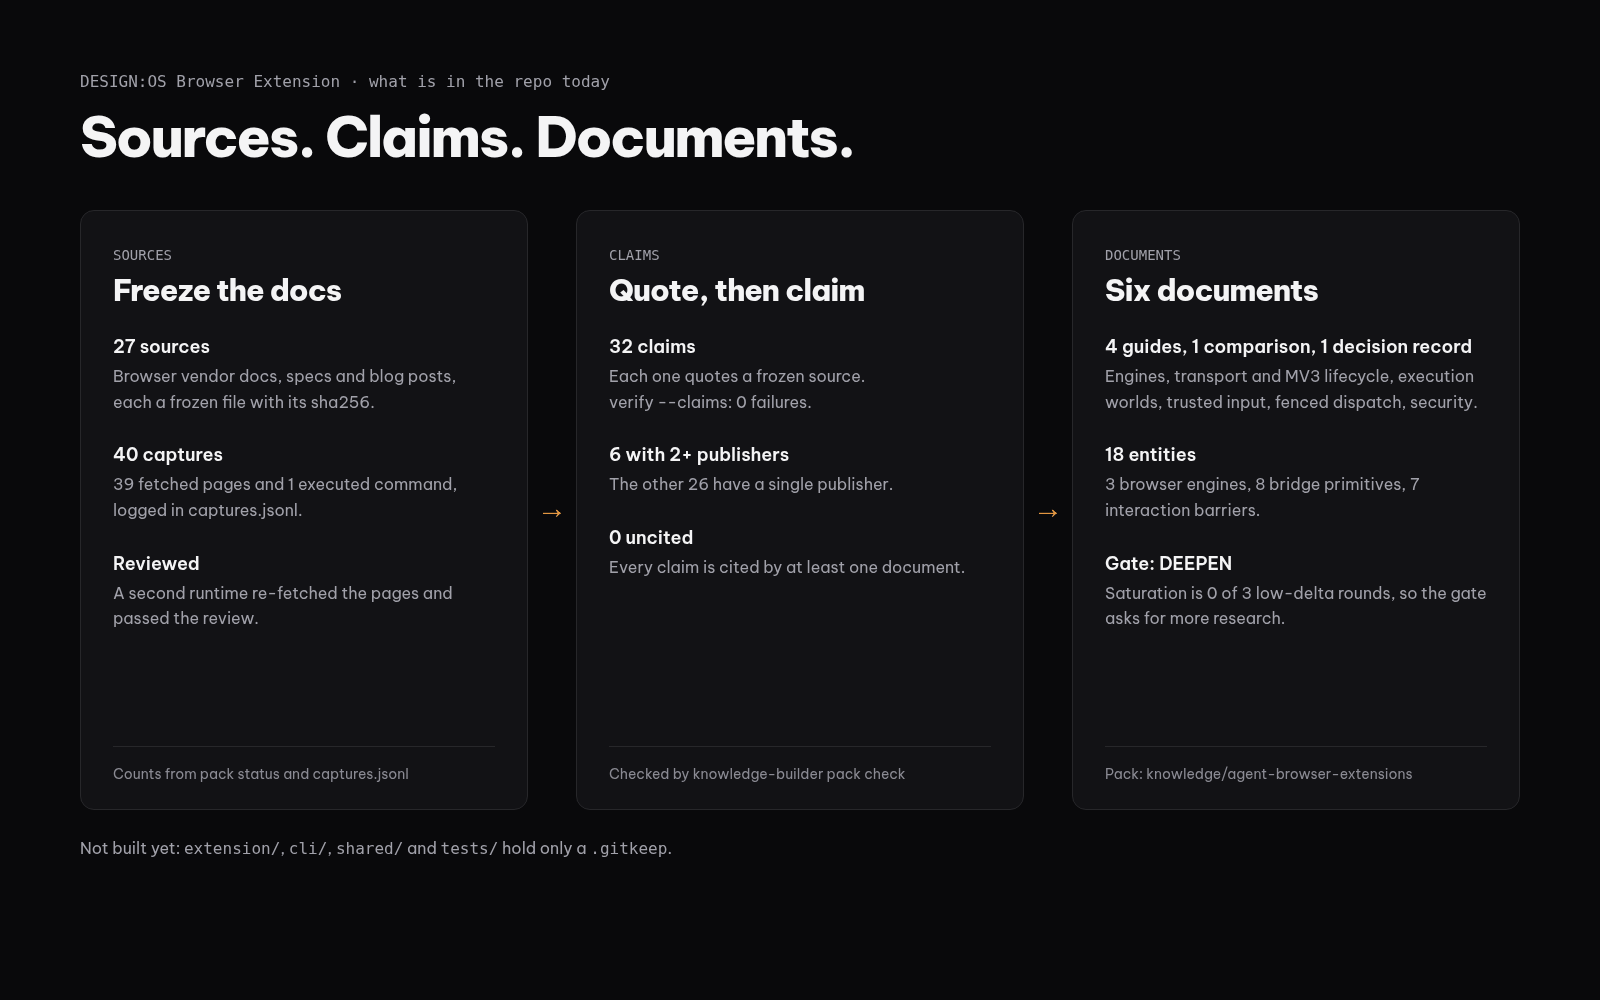 DESIGN:OS Browser Extension · what is in the repo today
Sources. Claims. Documents.
SOURCES
Freeze the docs
27 sources
Browser vendor docs, specs and blog posts,
each a frozen file with its sha256.
40 captures
39 fetched pages and 1 executed command,
logged in captures.jsonl.
Reviewed
A second runtime re-fetched the pages and
passed the review.
Counts from pack status and captures.jsonl
→
CLAIMS
Quote, then claim
32 claims
Each one quotes a frozen source.
verify --claims: 0 failures.
6 with 2+ publishers
The other 26 have a single publisher.
0 uncited
Every claim is cited by at least one document.
Checked by knowledge-builder pack check
→
DOCUMENTS
Six documents
4 guides, 1 comparison, 1 decision record
Engines, transport and MV3 lifecycle, execution
worlds, trusted input, fenced dispatch, security.
18 entities
3 browser engines, 8 bridge primitives, 7
interaction barriers.
Gate: DEEPEN
Saturation is 0 of 3 low-delta rounds, so the gate
asks for more research.
Pack: knowledge/agent-browser-extensions
Not built yet: extension/, cli/, shared/ and tests/ hold only a .gitkeep.